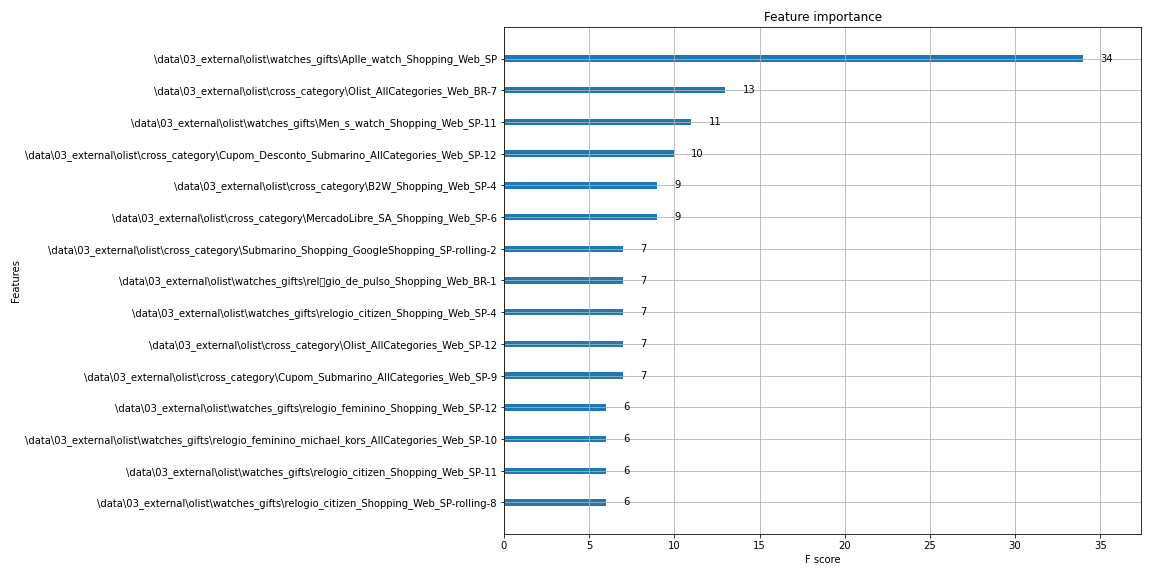 Feature importance
\data\03_external\olist\watches_gifts\Aplle_watch_Shopping_Web_SP 34
\data\03_external\olist\cross_category\Olist_AllCategories_Web_BR-7 13
\data\03_external\olist\watches_gifts\Men_s_watch_Shopping_Web_SP-11 11
\data\03_external\olist\cross_category\Cupom_Desconto_Submarino_AllCategories_Web_SP-12 10
\data\03_external\olist\cross_category\B2W_Shopping_Web_SP-4 9
\data\03_external\olist\cross_category\MercadoLibre_SA_Shopping_Web_SP-6 9
\data\03_external\olist\cross_category\Submarino_Shopping_GoogleShopping_SP-rolling-2 7
\data\03_external\olist\watches_gifts\rel▯gio_de_pulso_Shopping_Web_BR-1 7
\data\03_external\olist\watches_gifts\relogio_citizen_Shopping_Web_SP-4 7
\data\03_external\olist\cross_category\Olist_AllCategories_Web_SP-12 7
\data\03_external\olist\cross_category\Cupom_Submarino_AllCategories_Web_SP-9 7
\data\03_external\olist\watches_gifts\relogio_feminino_Shopping_Web_SP-12 6
\data\03_external\olist\watches_gifts\relogio_feminino_michael_kors_AllCategories_Web_SP-10 6
\data\03_external\olist\watches_gifts\relogio_citizen_Shopping_Web_SP-11 6
\data\03_external\olist\watches_gifts\relogio_citizen_Shopping_Web_SP-rolling-8 6
Features
0 5 10 15 20 25 30 35
F score